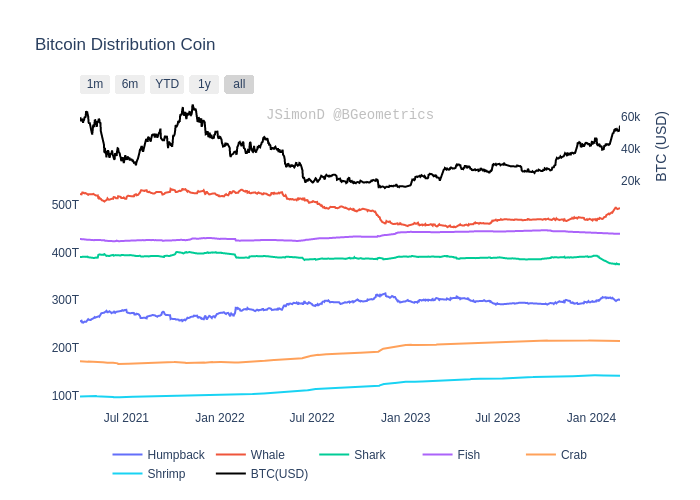 Bitcoin Distribution Coin
1m 6m YTD 1y all
JSimonD @BGeometrics
60k
40k
20k
BTC (USD)
500T
400T
300T
200T
100T
Jul 2021 Jan 2022 Jul 2022 Jan 2023 Jul 2023 Jan 2024
Humpback Whale Shark Fish Crab
Shrimp BTC(USD)